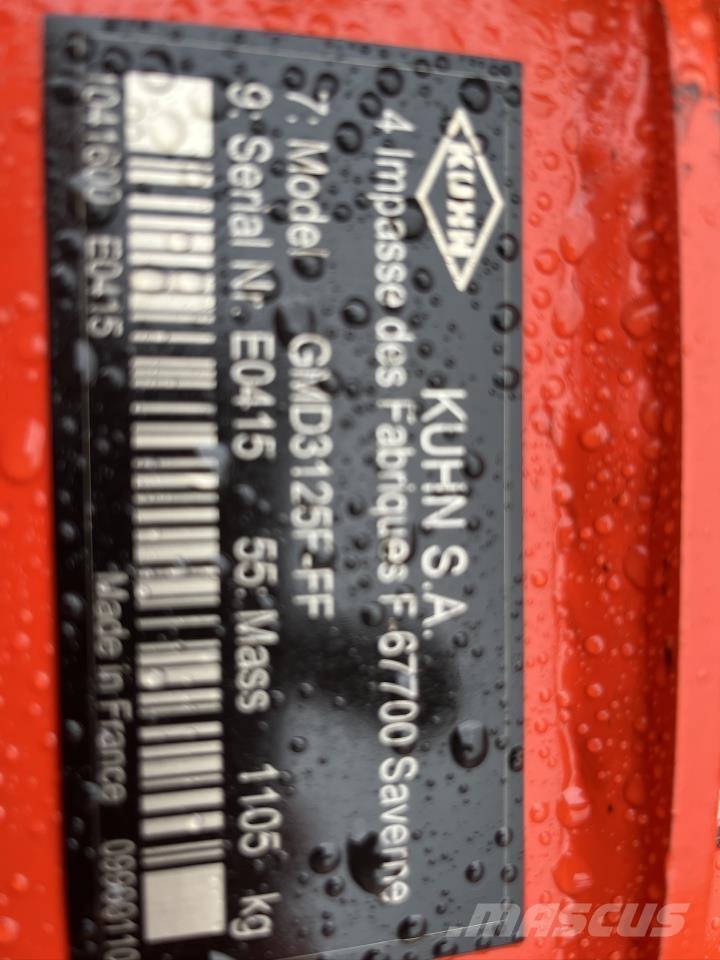 KUHN
KUHN S.A.
4 Impasse des Fabriques F-67700 Saverne
7: Model GMD3125F-FF
9: Serial Nr. E0415 55: Mass 1105 kg
1041600 E0415 Made in France
MASCUS